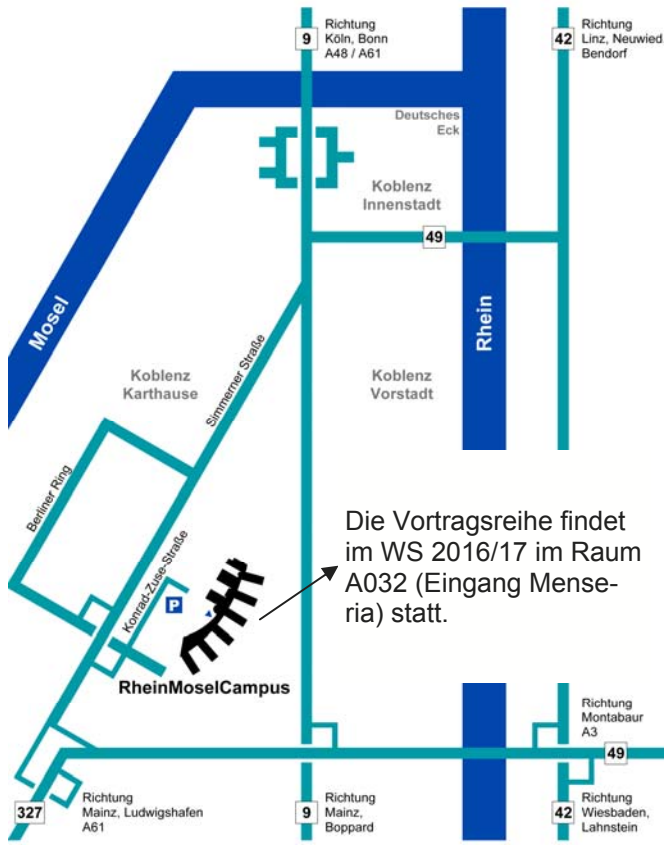 9
Richtung
Köln, Bonn
A48 / A61
42
Richtung
Linz, Neuwied
Bendorf
Deutsches
Eck
Koblenz
Innenstadt
49
Mosel
Rhein
Simmerner Straße
Koblenz
Karthause
Koblenz
Vorstadt
Berliner Ring
Konrad-Zuse-Straße
P
Die Vortragsreihe findet
im WS 2016/17 im Raum
A032 (Eingang Mense-
ria) statt.
RheinMoselCampus
Richtung
Montabaur
A3
49
327
Richtung
Mainz, Ludwigshafen
A61
9
Richtung
Mainz,
Boppard
42
Richtung
Wiesbaden,
Lahnstein